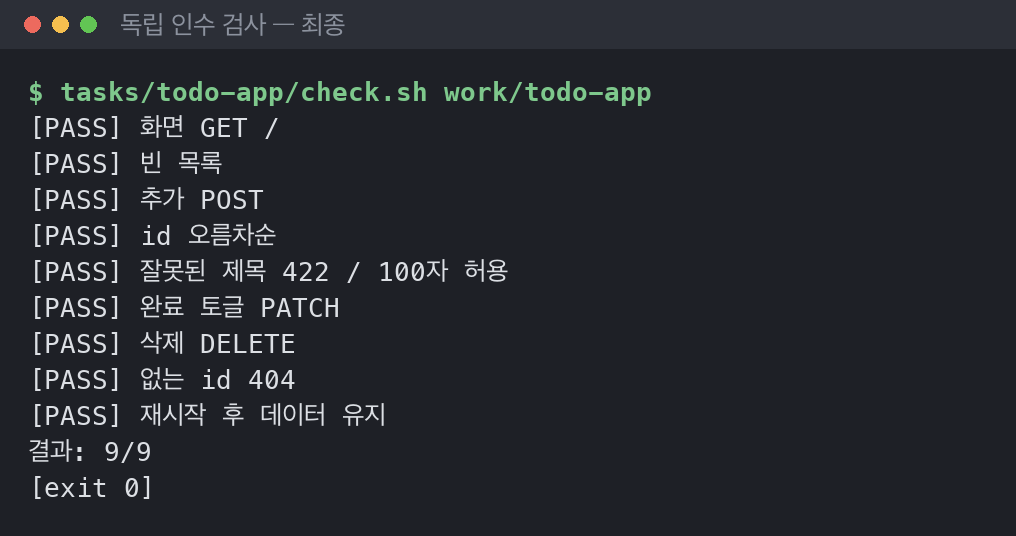 독립 인수 검사 — 최종
$ tasks/todo-app/check.sh work/todo-app
[PASS] 화면 GET /
[PASS] 빈 목록
[PASS] 추가 POST
[PASS] id 오름차순
[PASS] 잘못된 제목 422 / 100자 허용
[PASS] 완료 토글 PATCH
[PASS] 삭제 DELETE
[PASS] 없는 id 404
[PASS] 재시작 후 데이터 유지
결과: 9/9
[exit 0]